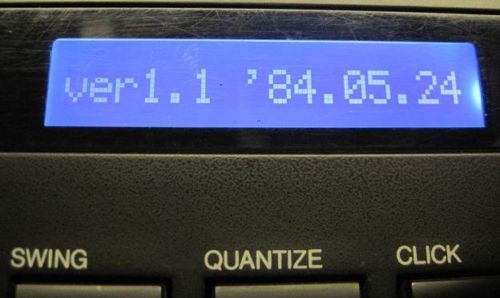 ver1.1 '84.05.24
SWING QUANTIZE CLICK